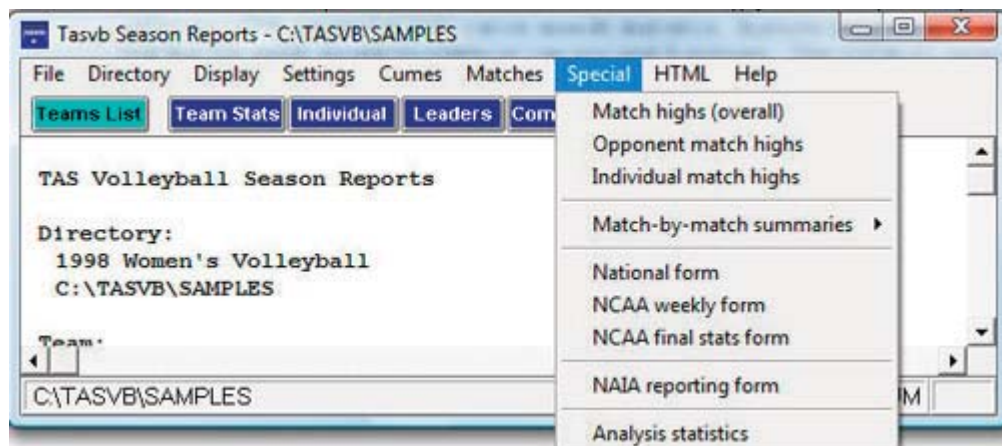 Tasvb Season Reports - C:\TASVB\SAMPLES
File Directory Display Settings Cumes Matches Special HTML Help
Teams List Team Stats Individual Leaders Com
Match highs (overall)
Opponent match highs
Individual match highs
Match-by-match summaries
National form
NCAA weekly form
NCAA final stats form
NAIA reporting form
Analysis statistics
TAS Volleyball Season Reports
Directory:
1998 Women's Volleyball
C:\TASVB\SAMPLES
Team:
C:\TASVB\SAMPLES